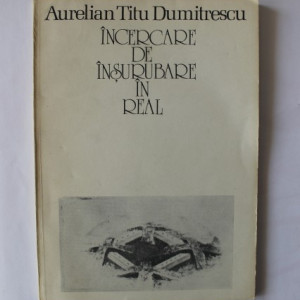 Aurelian Titu Dumitrescu
ÎNCERCARE
DE
ÎNȘURUBARE
ÎN
REAL